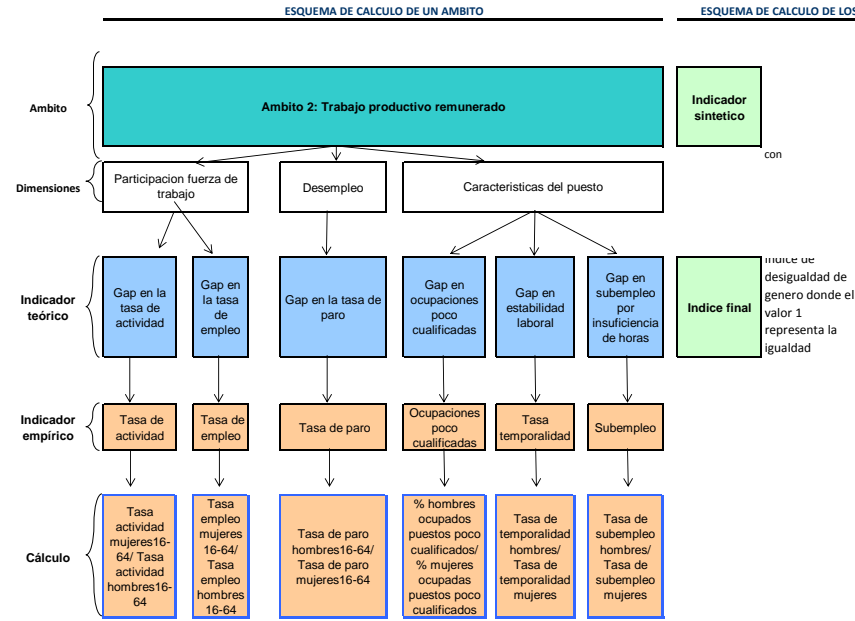 ESQUEMA DE CALCULO DE UN AMBITO
ESQUEMA DE CALCULO DE LOS
Ambito
Ambito 2: Trabajo productivo remunerado
Indicador
sintetico
con
Dimensiones
Participacion fuerza de
trabajo
Desempleo
Caracteristicas del puesto
Indicador
teórico
Gap en la
tasa de
actividad
Gap en
la tasa
de
empleo
Gap en la tasa de
paro
Gap en
ocupaciones
poco
cualificadas
Gap en
estabilidad
laboral
Gap en
subempleo
por
insuficiencia
de horas
Indice final
Indice de
desigualdad de
genero donde el
valor 1
representa la
igualdad
Indicador
empírico
Tasa de
actividad
Tasa de
empleo
Tasa de paro
Ocupaciones
poco
cualificadas
Tasa
temporalidad
Subempleo
Cálculo
Tasa
actividad
mujeres16-
64/ Tasa
actividad
hombres16-
64
Tasa
empleo
mujeres
16-64/
Tasa
empleo
hombres
16-64
Tasa de paro
hombres16-64/
Tasa de paro
mujeres16-64
% hombres
ocupados
puestos poco
cualificados/
% mujeres
ocupadas
puestos poco
cualificados
Tasa de
temporalidad
hombres/
Tasa de
temporalidad
mujeres
Tasa de
subempleo
hombres/
Tasa de
subempleo
mujeres